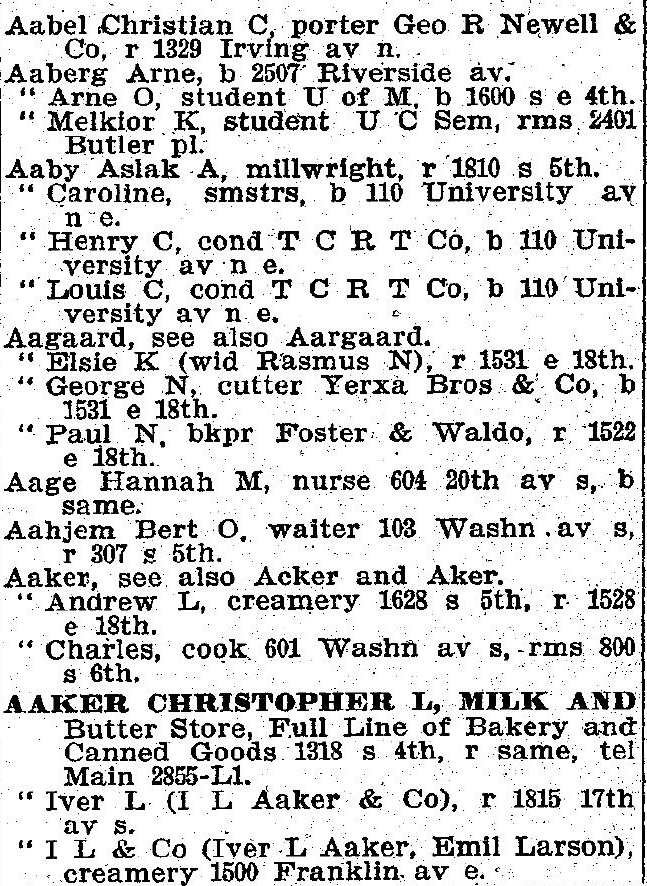 Aabel Christian C, porter Geo R Newell &
Co, r 1329 Irving av n.
Aaberg Arne, b 2507 Riverside av.
" Arne O, student U of M, b 1600 s e 4th.
" Melkior K, student U C Sem, rms 2401
Butler pl.
Aaby Aslak A, millwright, r 1810 s 5th.
" Caroline, smstrs, b 110 University av
n e.
" Henry C, cond T C R T Co, b 110 Uni-
versity av n e.
" Louis C, cond T C R T Co, b 110 Uni-
versity av n e.
Aagaard, see also Aargaard.
" Elsie K (wid Rasmus N), r 1531 e 18th.
" George N, cutter Yerxa Bros & Co, b
1531 e 18th.
" Paul N, bkpr Foster & Waldo, r 1522
e 18th.
Aage Hannah M, nurse 604 20th av s, b
same.
Aahjem Bert O, waiter 103 Washn av s,
r 307 s 5th.
Aaker, see also Acker and Aker.
" Andrew L, creamery 1628 s 5th, r 1528
e 18th.
" Charles, cook 601 Washn av s, rms 800
s 6th.
AAKER CHRISTOPHER L, MILK AND
Butter Store, Full Line of Bakery and
Canned Goods 1318 s 4th, r same, tel
Main 2855-L1.
" Iver L (I L Aaker & Co), r 1815 17th
av s.
" I L & Co (Iver L Aaker, Emil Larson),
creamery 1500 Franklin av e.